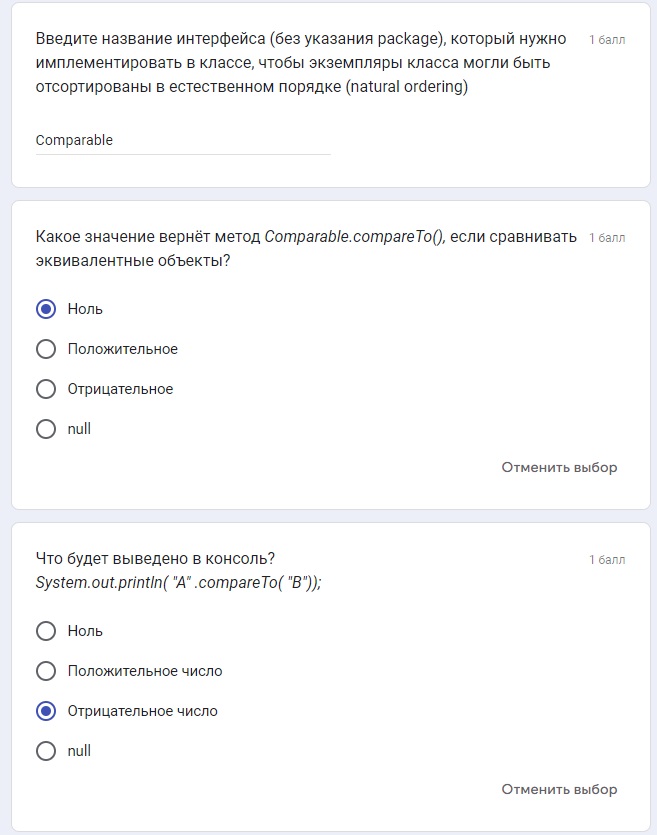 Введите название интерфейса (без указания package), который нужно
1 балл
имплементировать в классе, чтобы экземпляры класса могли быть
отсортированы в естественном порядке (natural ordering)
Comparable
Какое значение вернёт метод Comparable.compareTo(), если сравнивать
1 балл
эквивалентные объекты?
Ноль
Положительное
Отрицательное
null
Отменить выбор
Что будет выведено в консоль?
1 балл
System.out.println( "A" .compareTo( "B"));
Ноль
Положительное число
Отрицательное число
null
Отменить выбор